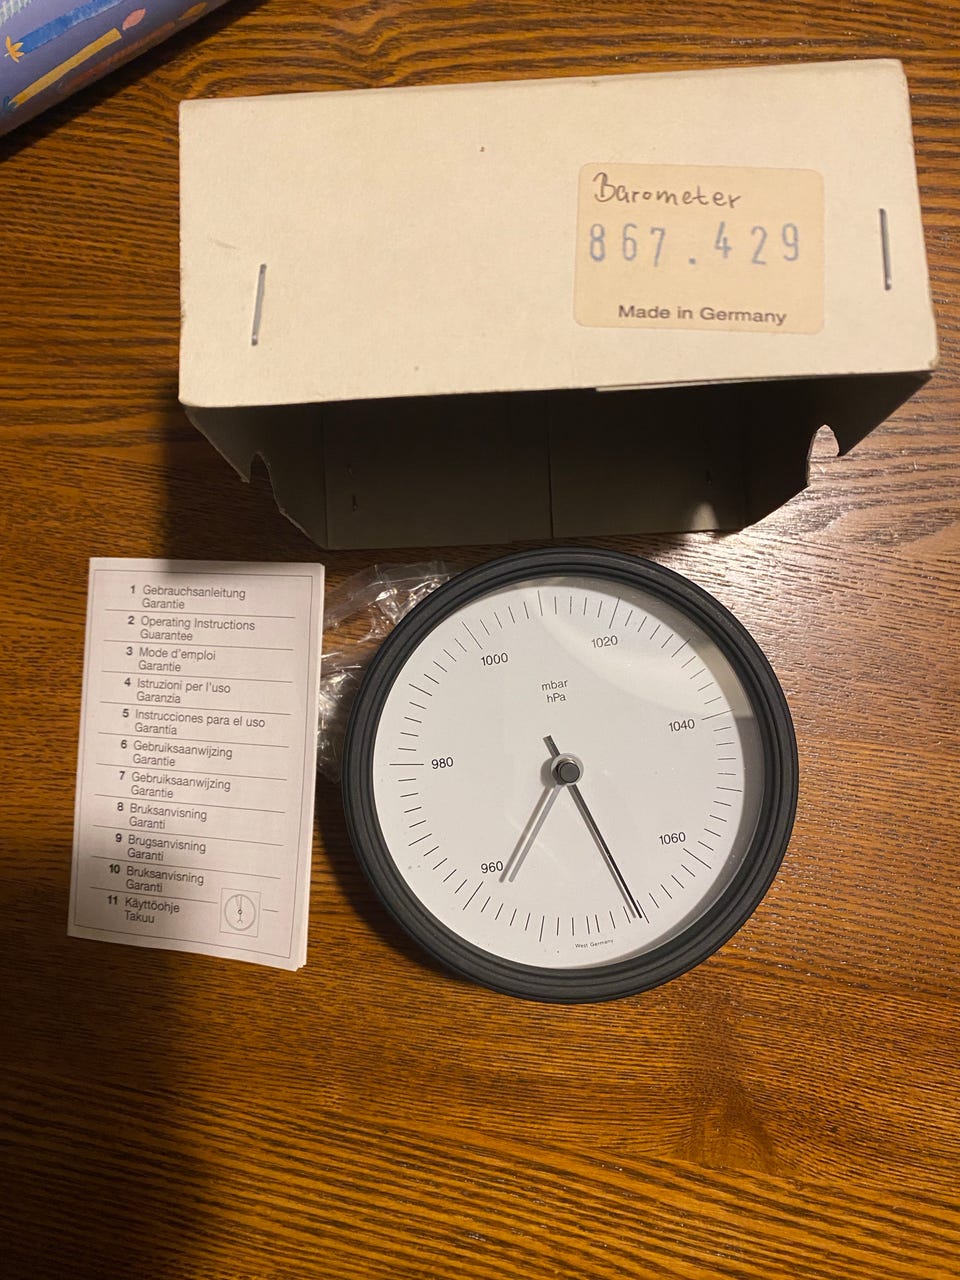 Barometer
867.429
Made in Germany
1 Gebrauchsanleitung
Garantie
2 Operating Instructions
Guarantee
3 Mode d'emploi
Garantie
4 Istruzioni per l'uso
Garanzia
5 Instrucciones para el uso
Garantía
6 Gebruiksaanwijzing
Garantie
7 Gebruiksaanwijzing
Garantie
8 Bruksanvisning
Garanti
9 Brugsanvisning
Garanti
10 Bruksanvisning
Garanti
11 Käyttöohje
Takuu
1020
1000
mbar
hPa
1040
980
1060
960
West Germany